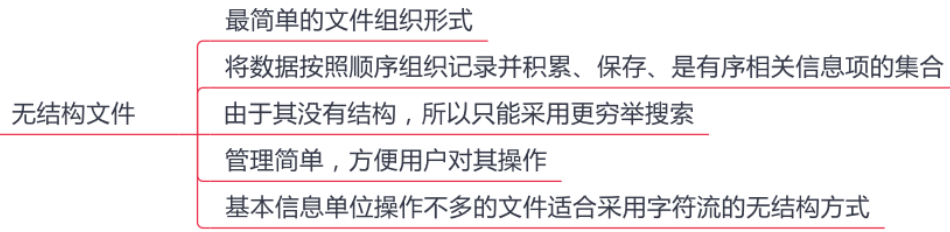 最简单的文件组织形式
将数据按照顺序组织记录并积累、保存、是有序相关信息项的集合
无结构文件
由于其没有结构，所以只能采用更穷举搜索
管理简单，方便用户对其操作
基本信息单位操作不多的文件适合采用字符流的无结构方式